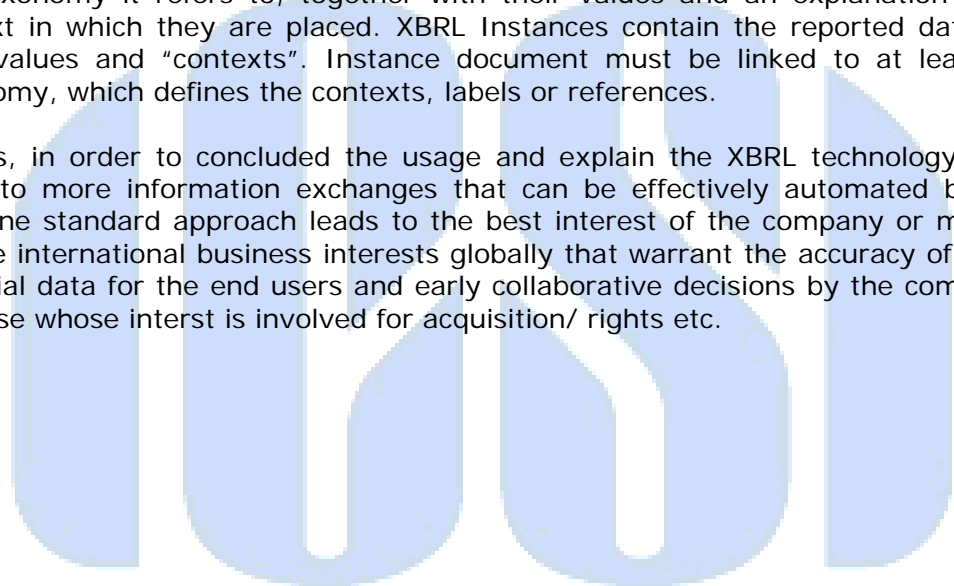 xonomy it refers to, together with their values and an explanation
xt in which they are placed. XBRL Instances contain the reported dat
values and “contexts”. Instance document must be linked to at lea
omy, which defines the contexts, labels or references.
s, in order to concluded the usage and explain the XBRL technology
to more information exchanges that can be effectively automated b
ne standard approach leads to the best interest of the company or m
e international business interests globally that warrant the accuracy of
ial data for the end users and early collaborative decisions by the com
se whose interst is involved for acquisition/ rights etc.